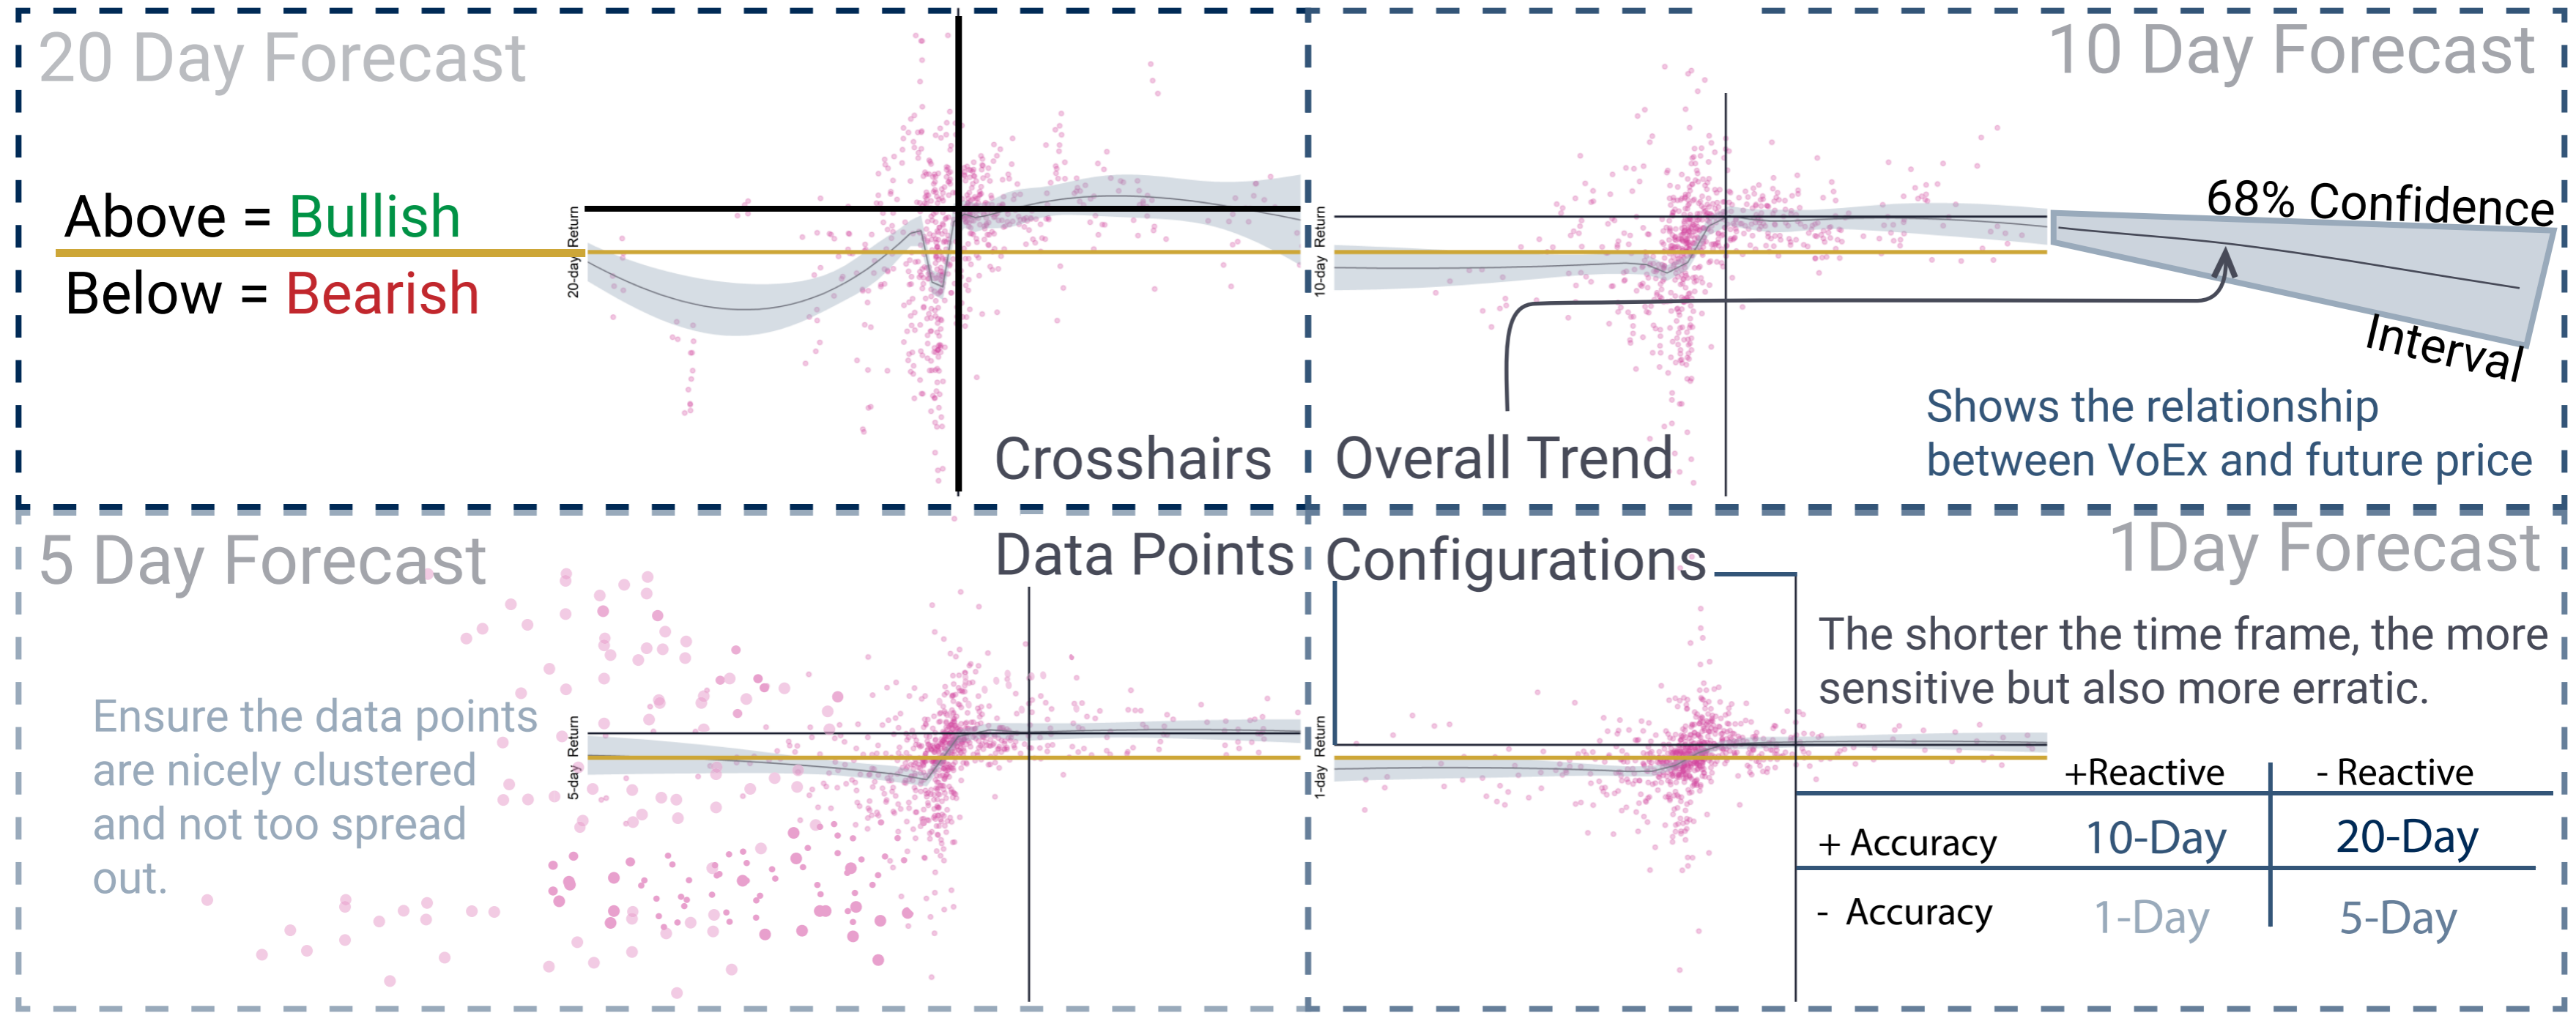 20 Day Forecast
Above = Bullish
Below = Bearish
20-day Return
Crosshairs
10 Day Forecast
10-day Return
68% Confidence
Interval
Overall Trend
Shows the relationship
between VoEx and future price
5 Day Forecast
Data Points
Ensure the data points
are nicely clustered
and not too spread
out.
5-day Return
Configurations
1Day Forecast
1-day Return
The shorter the time frame, the more
sensitive but also more erratic.
+Reactive - Reactive
+ Accuracy 10-Day 20-Day
- Accuracy 1-Day 5-Day